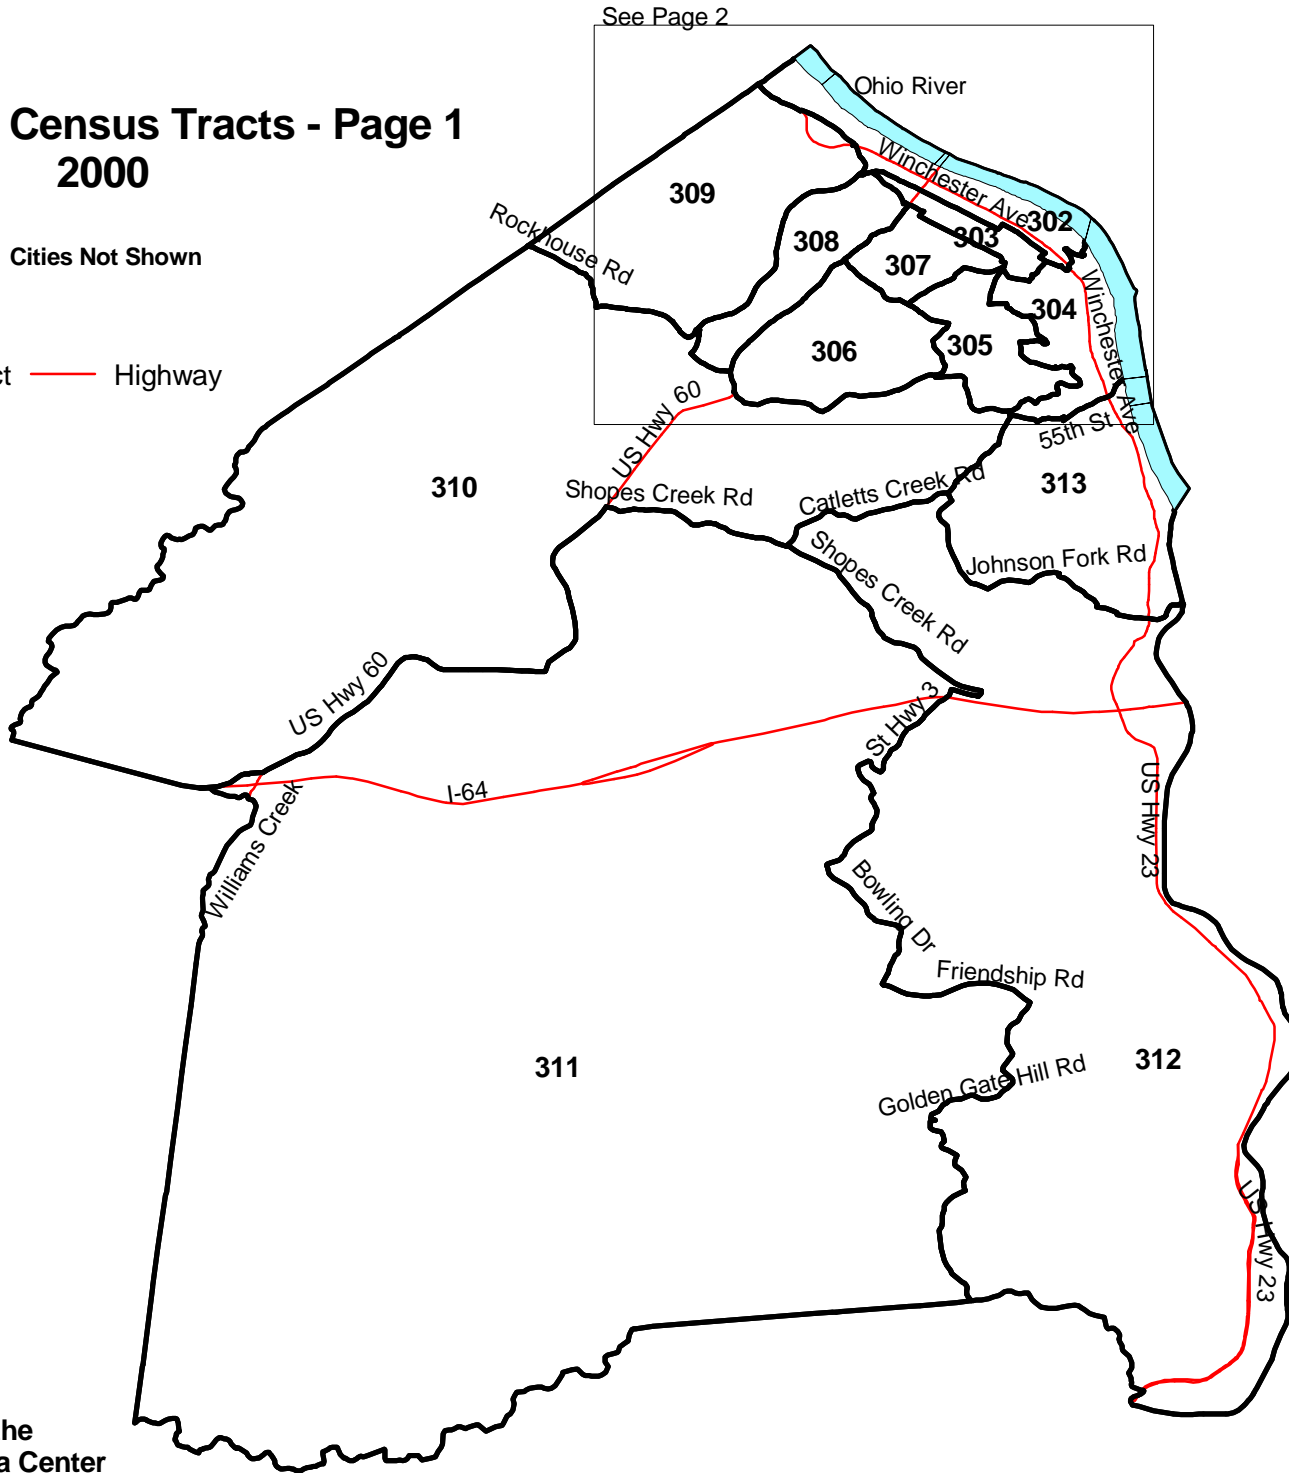 See Page 2
Ohio River
Census Tracts - Page 1
2000
Winchester Ave
309
302
Rockhouse Rd
308
303
Cities Not Shown
307
304
Winchester Ave
306
305
ct
Highway
US Hwy 60
55th St
310
Shopes Creek Rd
Catletts Creek Rd
313
Shopes Creek Rd
Johnson Fork Rd
US Hwy 60
St Hwy 3
I-64
US Hwy 23
Williams Creek
Bowling Dr
Friendship Rd
311
312
Golden Gate Hill Rd
US Hwy 23
he
a Center